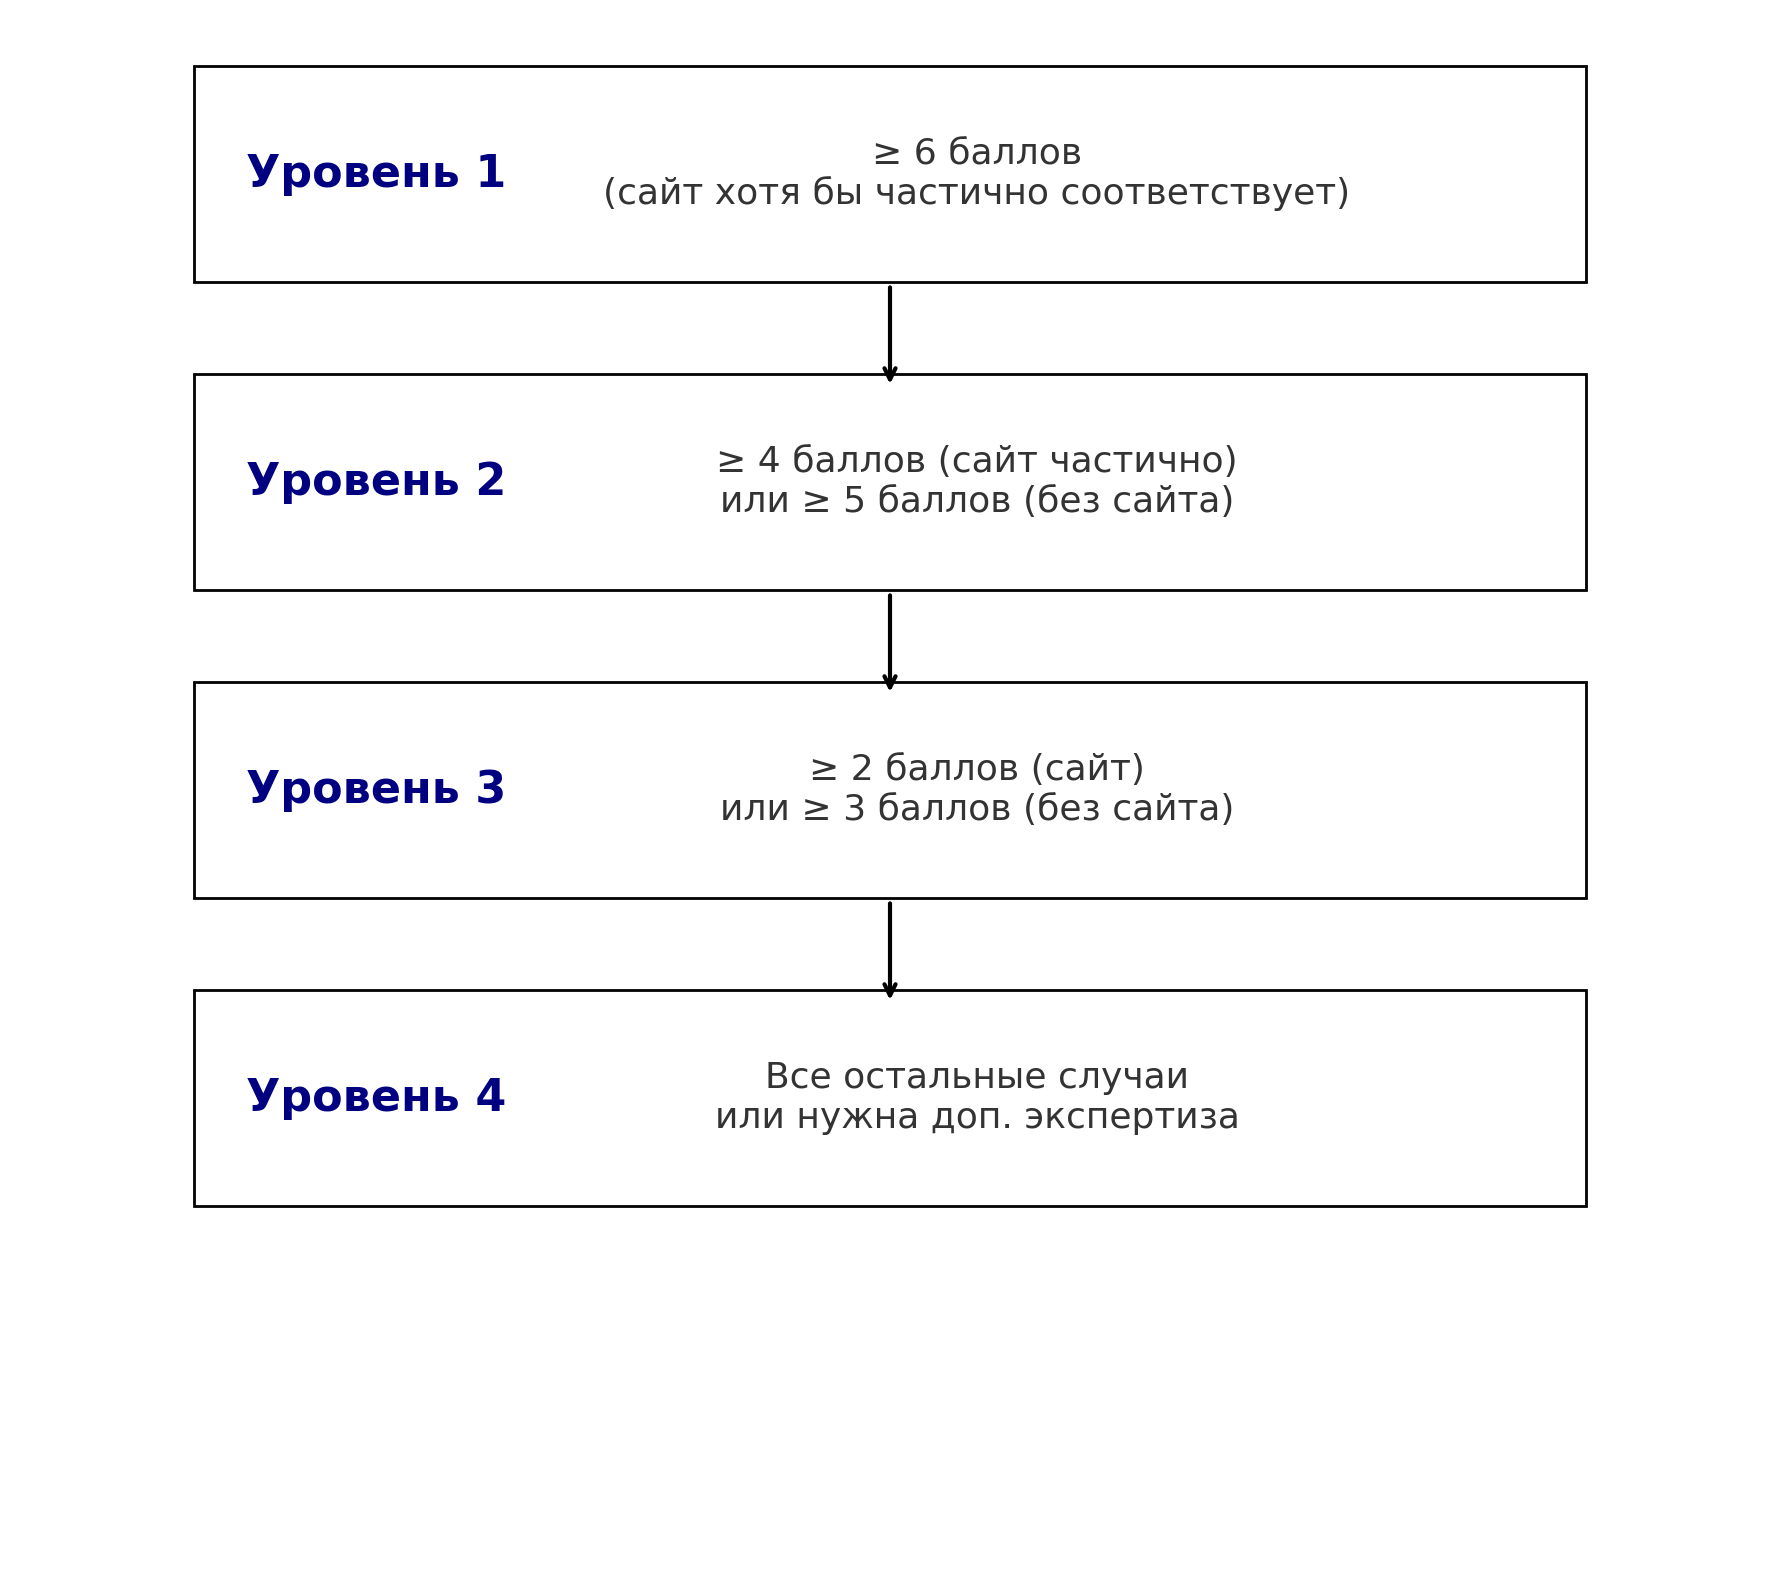 Уровень 1
≥ 6 баллов
(сайт хотя бы частично соответствует)
Уровень 2
≥ 4 баллов (сайт частично)
или ≥ 5 баллов (без сайта)
Уровень 3
≥ 2 баллов (сайт)
или ≥ 3 баллов (без сайта)
Уровень 4
Все остальные случаи
или нужна доп. экспертиза